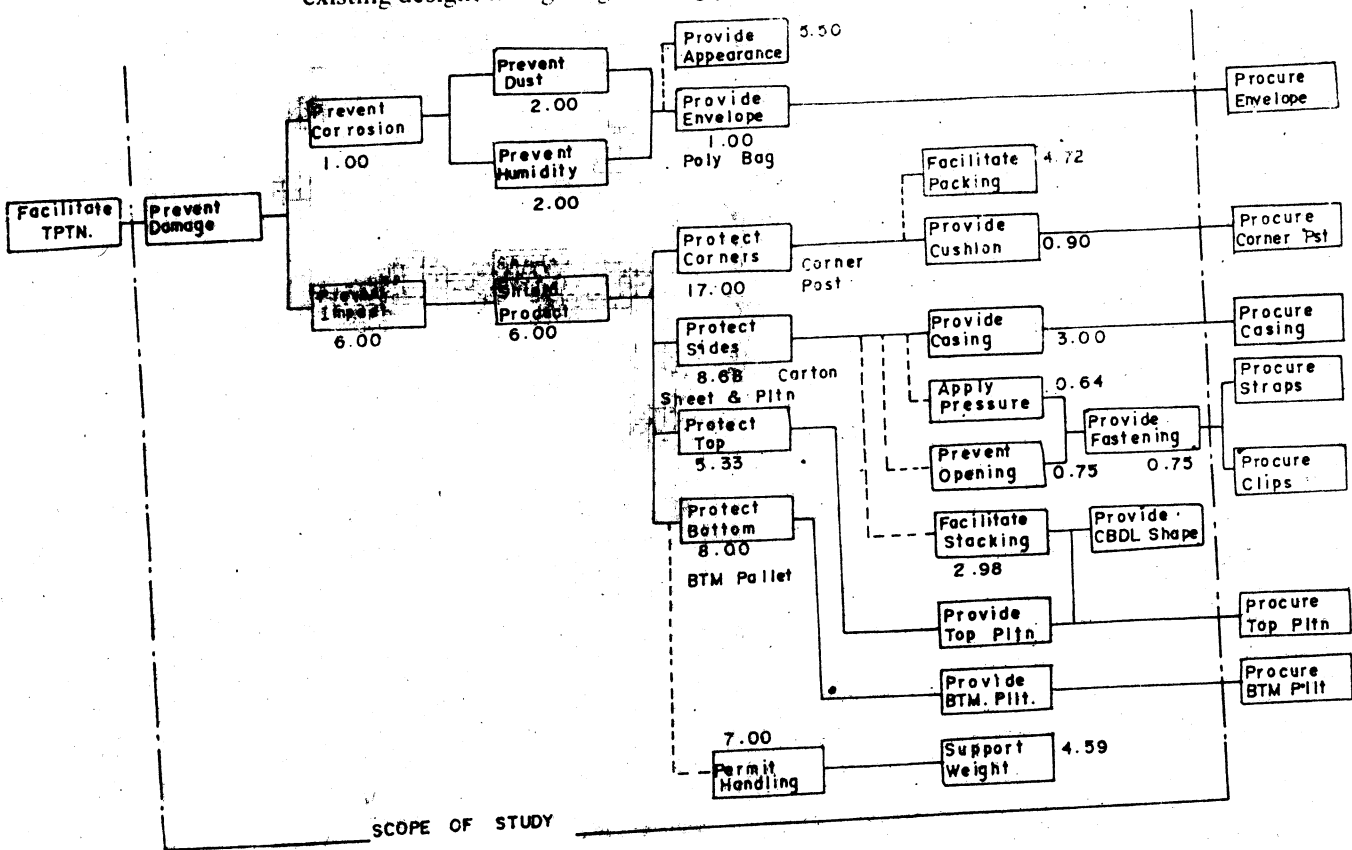 existing design.
Provide
Appearance
5.50
Prevent
Dust
2.00
Provide
Envelope
1.00
Poly Bag
Procure
Envelope
Prevent
Corrosion
1.00
Prevent
Humidity
2.00
Facilitate
Packing
4.72
Facilitate
TPTN.
Prevent
Damage
Protect
Corners
17.00
Corner
Post
Provide
Cushion
0.90
Procure
Corner Pst
Prevent
Impact
6.00
Shield
Product
6.00
Protect
Sides
8.68 Carton
Sheet & Pltn
Provide
Casing
3.00
Procure
Casing
Apply
Pressure
0.64
Provide
Fastening
0.75
Procure
Straps
Protect
Top
5.33
Prevent
Opening
0.75
Procure
Clips
Protect
Bottom
8.00
BTM Pallet
Facilitate
Stacking
2.98
Provide
CBDL Shape
Provide
Top Pltn
Procure
Top Pltn
Provide
BTM. Pllt.
Procure
BTM Pllt
7.00
Permit
Handling
Support
Weight
4.59
SCOPE OF STUDY